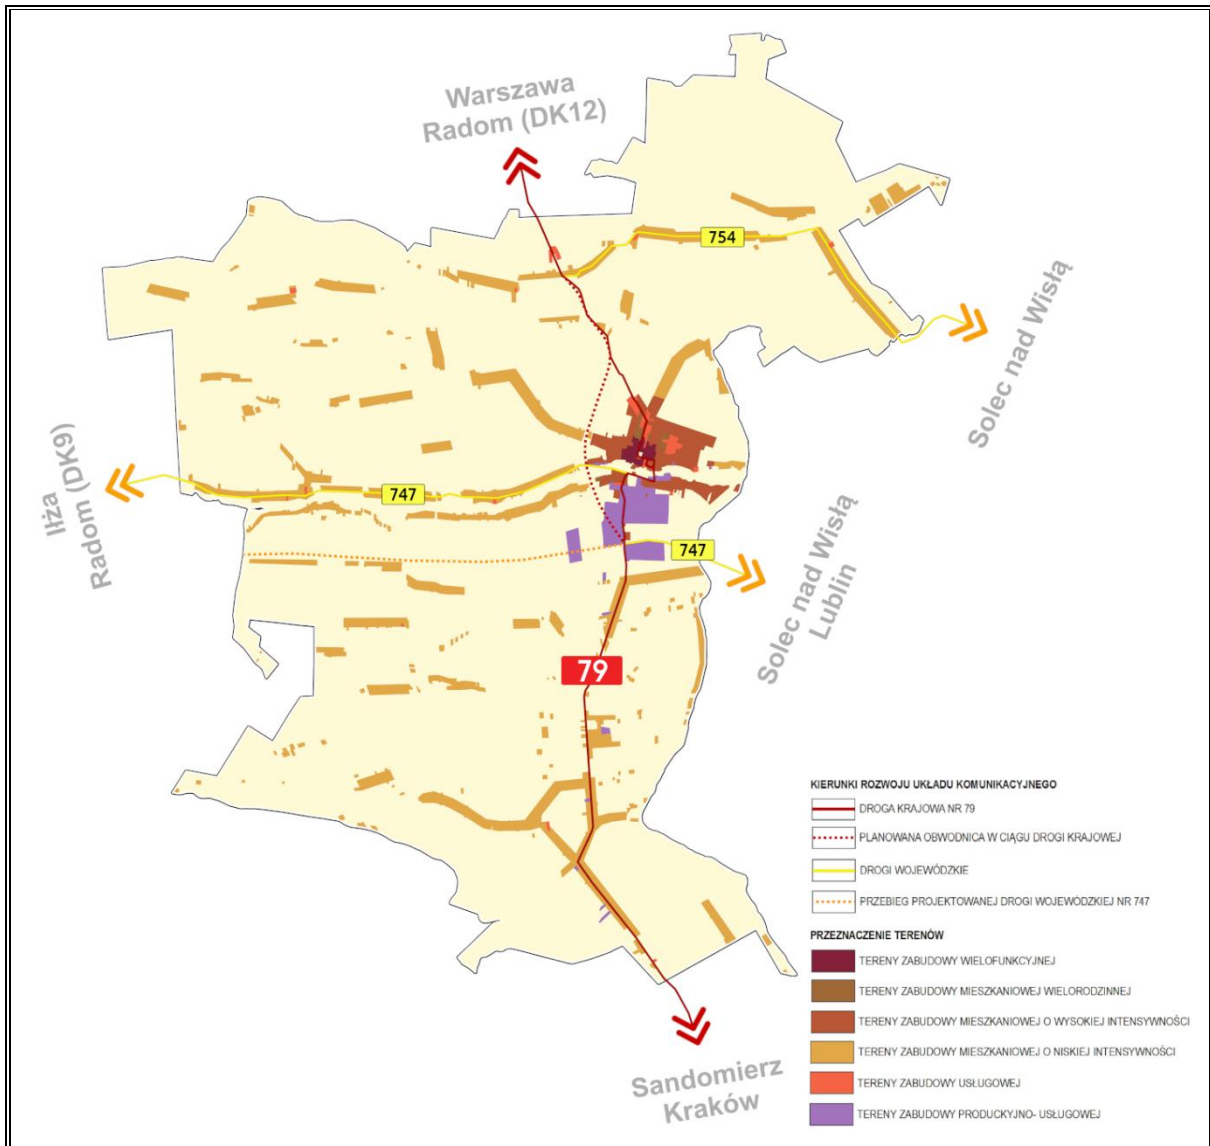 Warszawa
Radom (DK12)
754
Solec nad Wisłą
Iłża
Radom (DK9)
747
747
Solec nad Wisłą
Lublin
79
Sandomierz
Kraków
KIERUNKI ROZWOJU UKŁADU KOMUNIKACYJNEGO
DROGA KRAJOWA NR 79
PLANOWANA OBWODNICA W CIĄGU DROGI KRAJOWEJ
DROGI WOJEWÓDZKIE
PRZEBIEG PROJEKTOWANEJ DROGI WOJEWÓDZKIEJ NR 747
PRZEZNACZENIE TERENÓW
TERENY ZABUDOWY WIELOFUNKCYJNEJ
TERENY ZABUDOWY MIESZKANIOWEJ WIELORODZINNEJ
TERENY ZABUDOWY MIESZKANIOWEJ O WYSOKIEJ INTENSYWNOŚCI
TERENY ZABUDOWY MIESZKANIOWEJ O NISKIEJ INTENSYWNOŚCI
TERENY ZABUDOWY USŁUGOWEJ
TERENY ZABUDOWY PRODUCKYJNO- USŁUGOWEJ